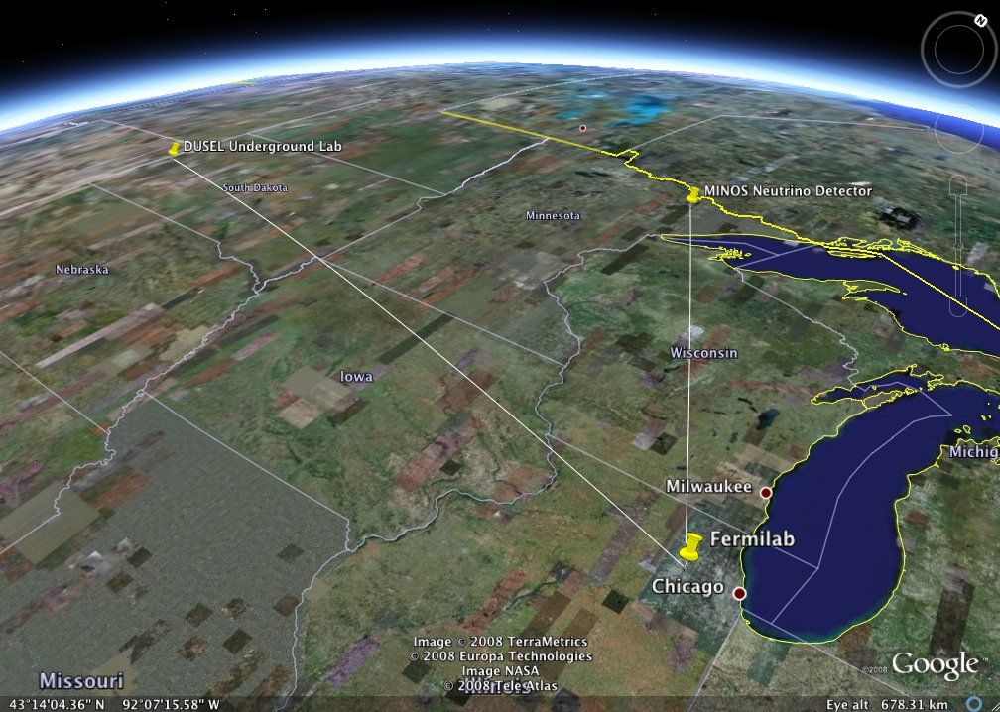 N
DUSEL Underground Lab
South Dakota
MINOS Neutrino Detector
Minnesota
Nebraska
Wisconsin
Iowa
Michig
Milwaukee
Fermilab
Chicago
Image © 2008 TerraMetrics
© 2008 Europa Technologies
Image NASA
© 2008 Tele Atlas
Illinois
Missouri
©2008 Google™
43°14'04.36" N 92°07'15.58" W
Eye alt 678.31 km